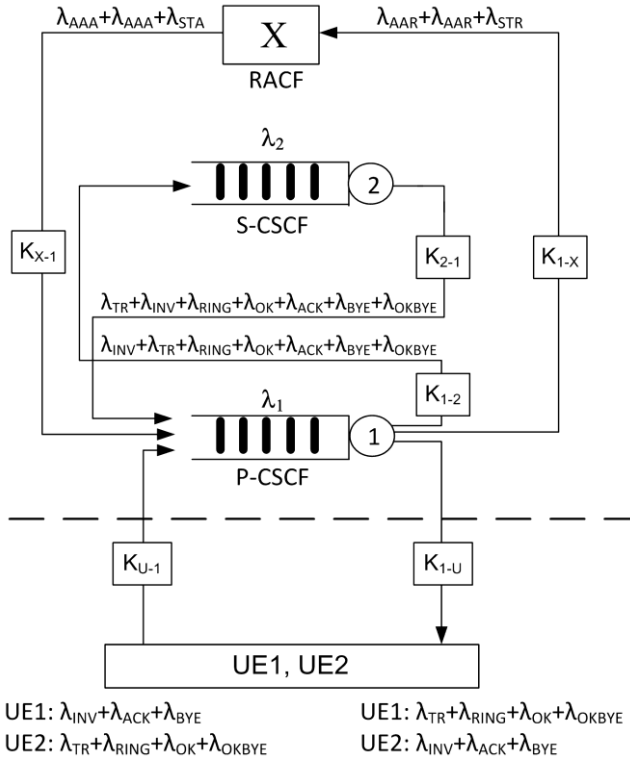 λAAA+λAAA+λSTA
λAAR+λAAR+λSTR
X
RACF
λ2
2
S-CSCF
KX-1
K2-1
K1-X
λTR+λINV+λRING+λOK+λACK+λBYE+λOKBYE
λINV+λTR+λRING+λOK+λACK+λBYE+λOKBYE
K1-2
λ1
1
P-CSCF
KU-1
K1-U
UE1, UE2
UE1: λINV+λACK+λBYE
UE2: λTR+λRING+λOK+λOKBYE
UE1: λTR+λRING+λOK+λOKBYE
UE2: λINV+λACK+λBYE